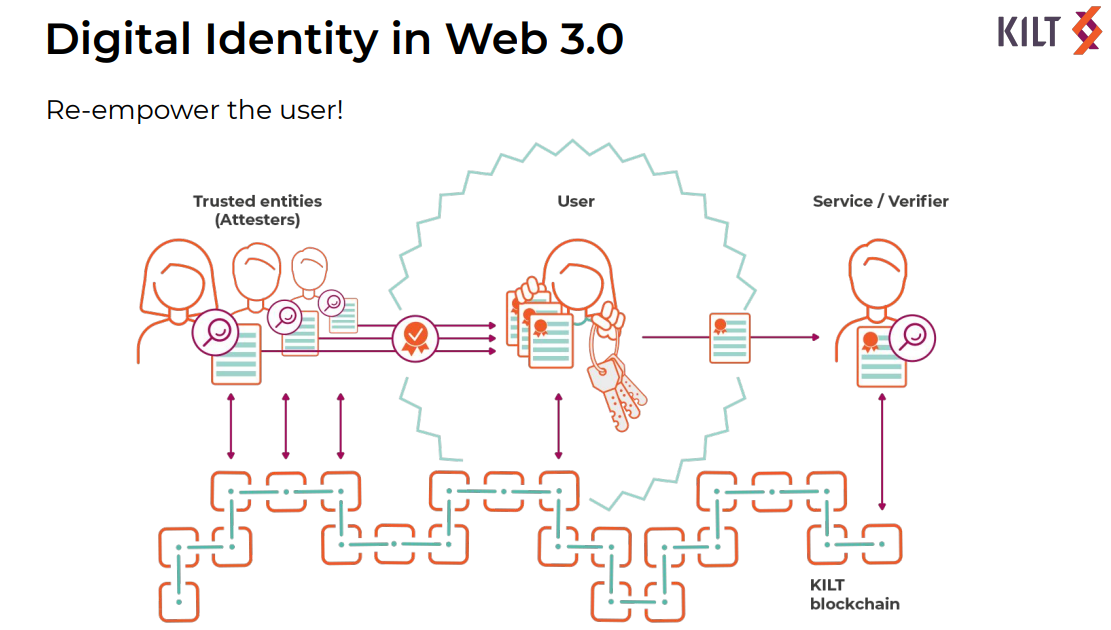 Digital Identity in Web 3.0
KILT
Re-empower the user!
Trusted entities
(Attesters)
User
Service / Verifier
KILT
blockchain